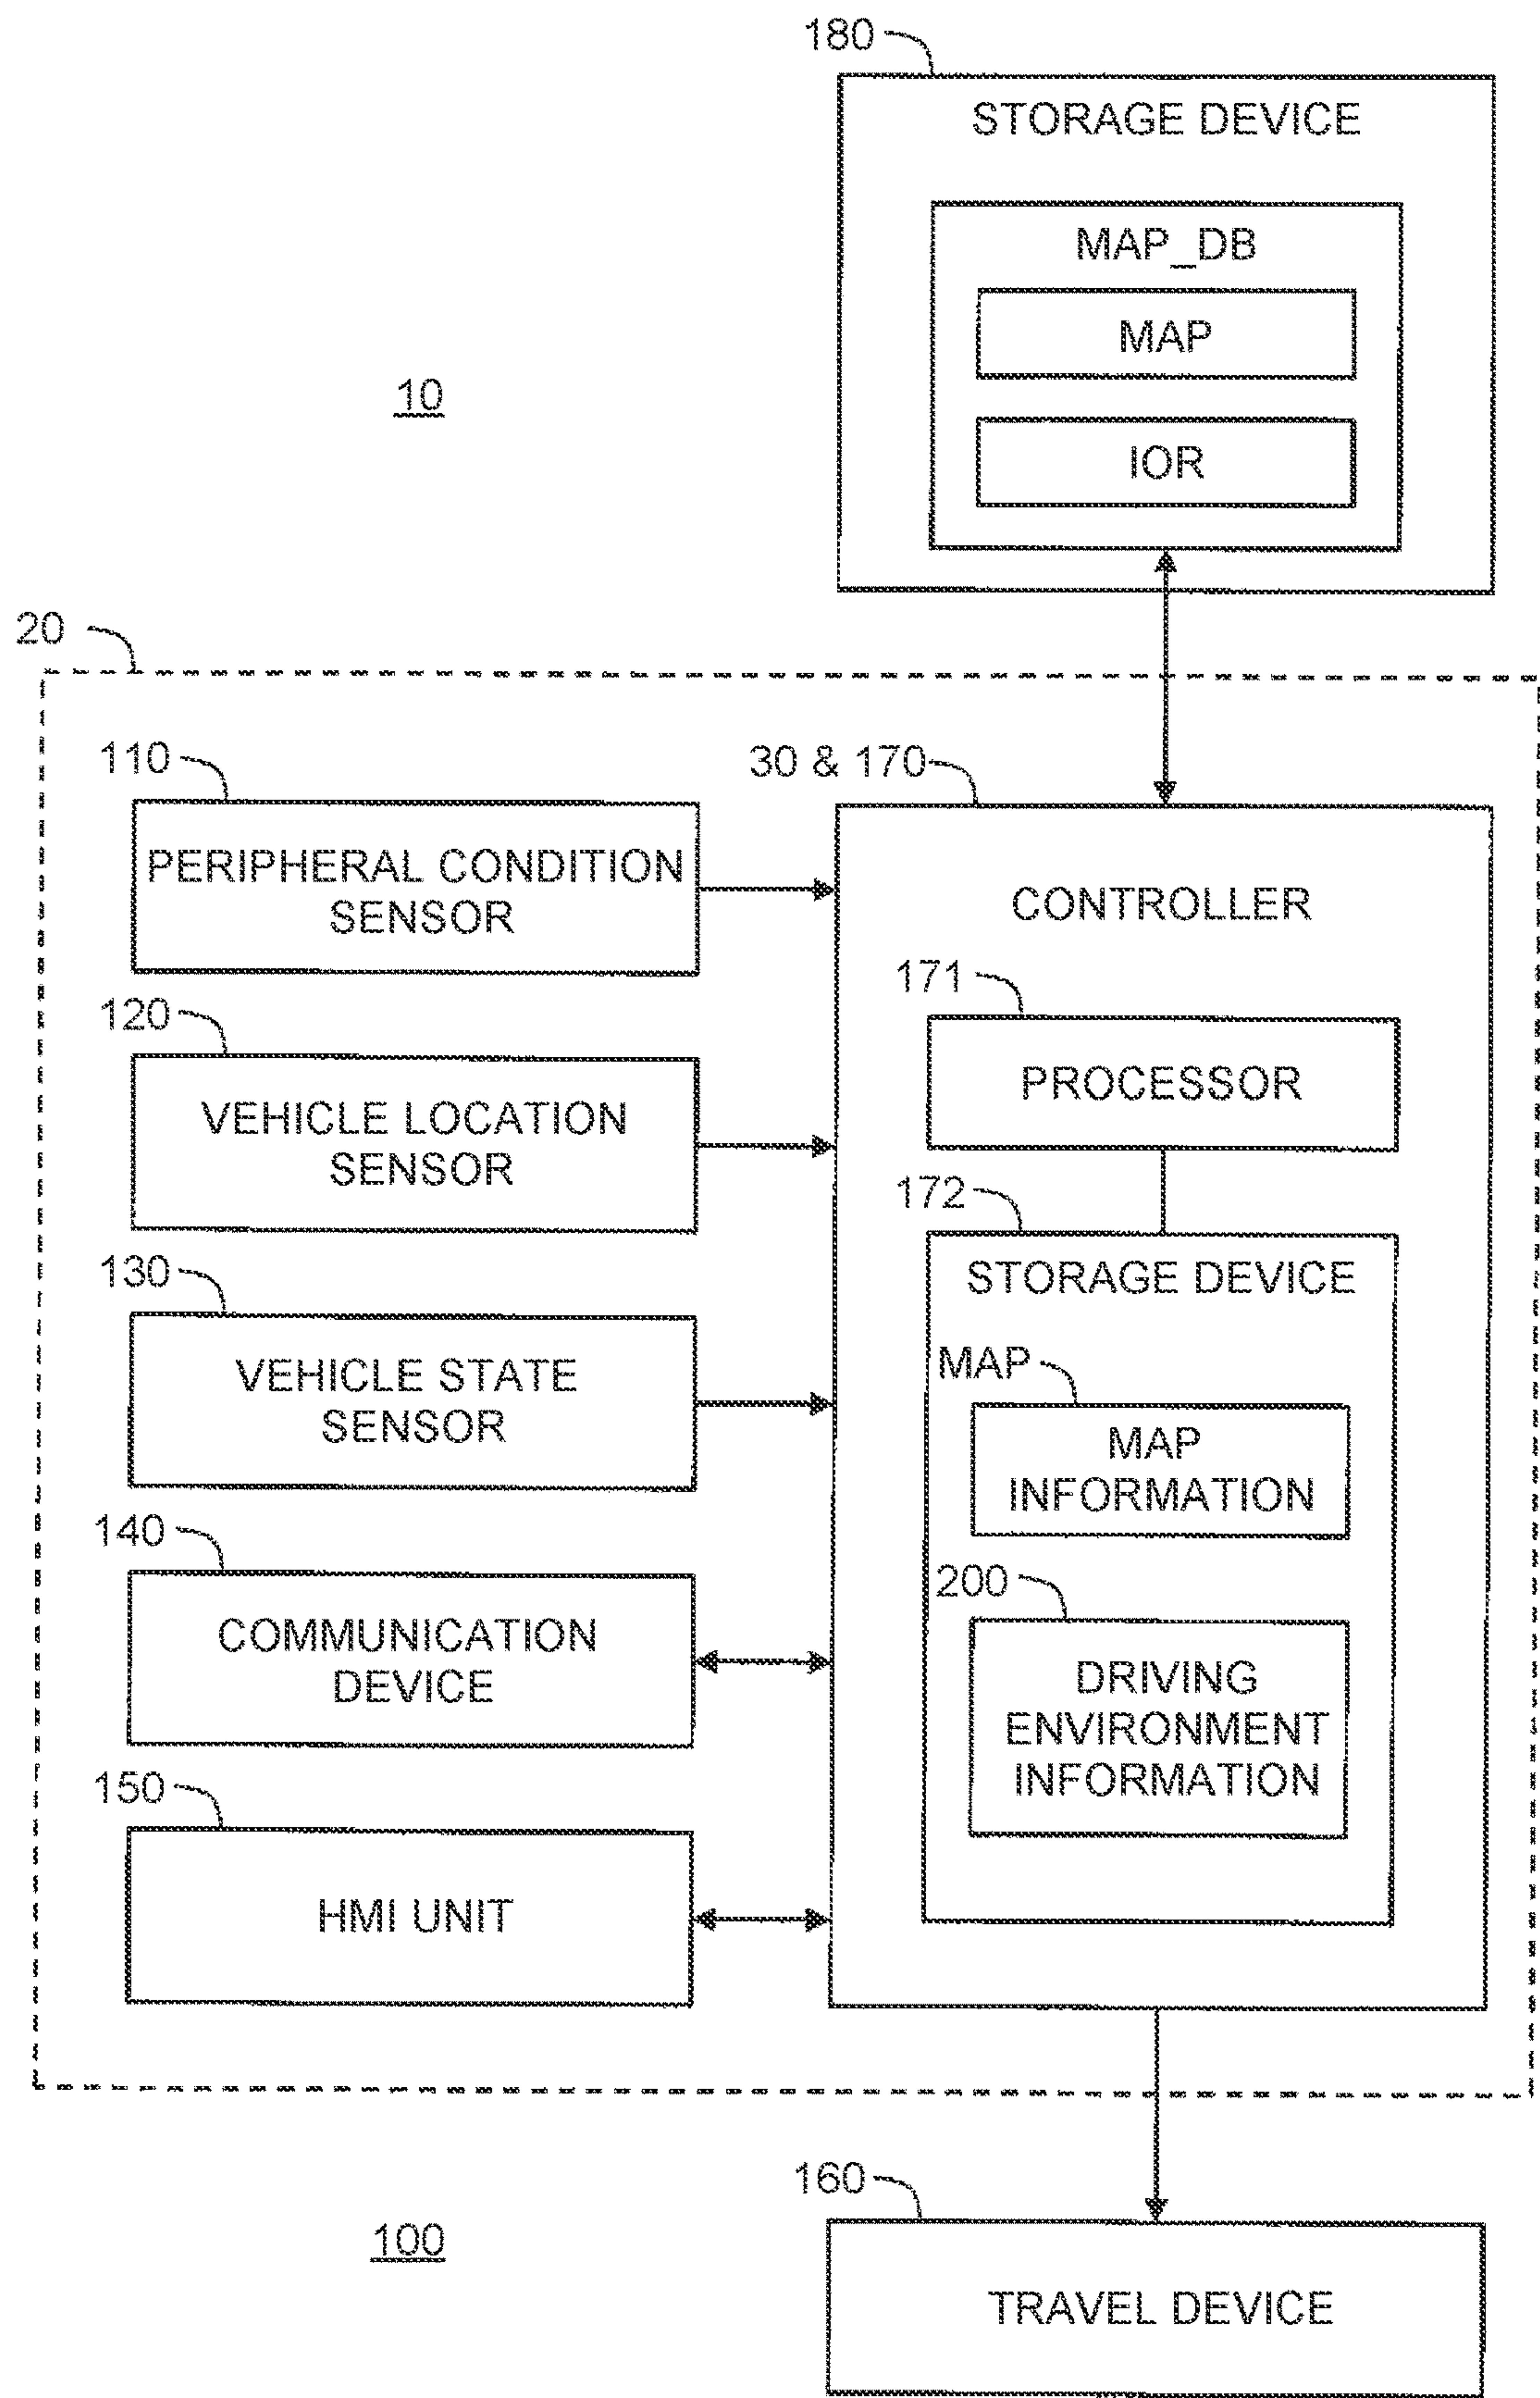 180
STORAGE DEVICE
MAP_DB
MAP
IOR
10
20
110
PERIPHERAL CONDITION
SENSOR
120
VEHICLE LOCATION
SENSOR
130
VEHICLE STATE
SENSOR
140
COMMUNICATION
DEVICE
150
HMI UNIT
30 & 170
CONTROLLER
171
PROCESSOR
172
STORAGE DEVICE
MAP
MAP
INFORMATION
200
DRIVING
ENVIRONMENT
INFORMATION
160
TRAVEL DEVICE
100